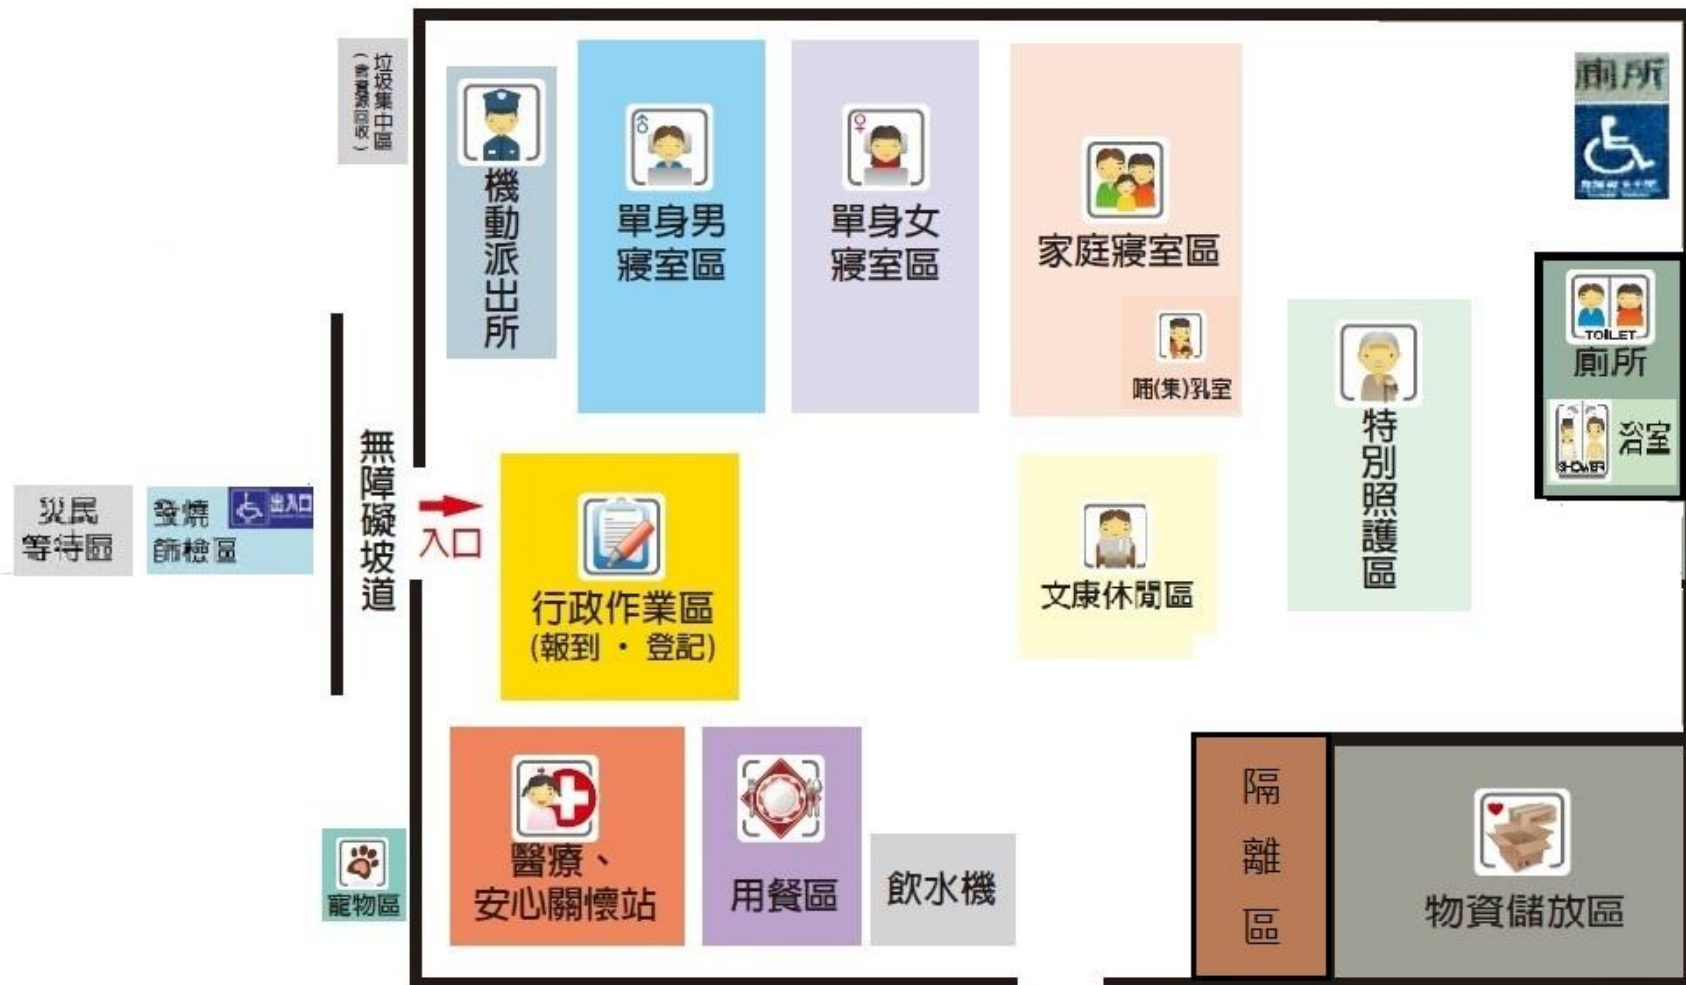 垃圾集中區
(含資源回收)
機動派出所
單身男
寢室區
單身女
寢室區
家庭寢室區
哺(集)乳室
廁所
TOILET
廁所
SHOWER
浴室
特別照護區
災民
等待區
發燒
篩檢區
出入口
無障礙坡道
入口
行政作業區
(報到 · 登記)
文康休閒區
醫療、
安心關懷站
用餐區
飲水機
寵物區
隔離區
物資儲放區